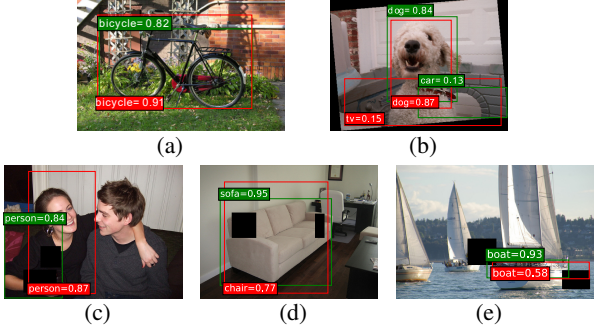 bicycle=0.82
bicycle=0.91
(a)
dog=0.84
car=0.13
dog=0.87
tv=0.15
(b)
person=0.84
person=0.87
(c)
sofa=0.95
chair=0.77
(d)
boat=0.93
boat=0.58
(e)